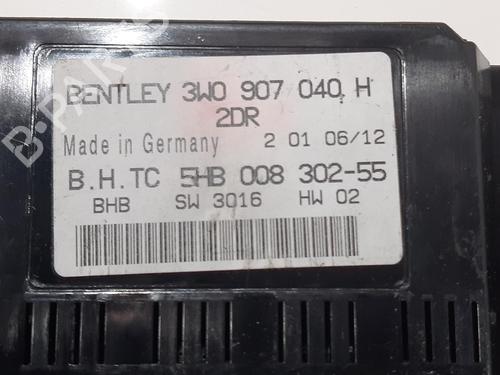 BENTLEY 3W0 907 040 H
2DR
Made in Germany 2 01 06/12
B.H.TC 5HB 008 302-55
BHB SW 3016 HW 02
B-PARTS